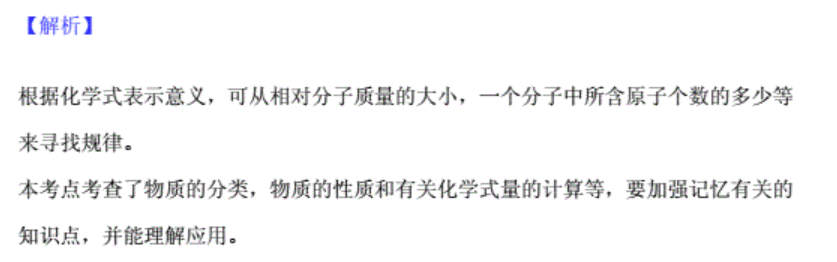 【解析】
根据化学式表示意义，可从相对分子质量的大小，一个分子中所含原子个数的多少等
来寻找规律。
本考点考查了物质的分类，物质的性质和有关化学式量的计算等，要加强记忆有关的
知识点，并能理解应用。